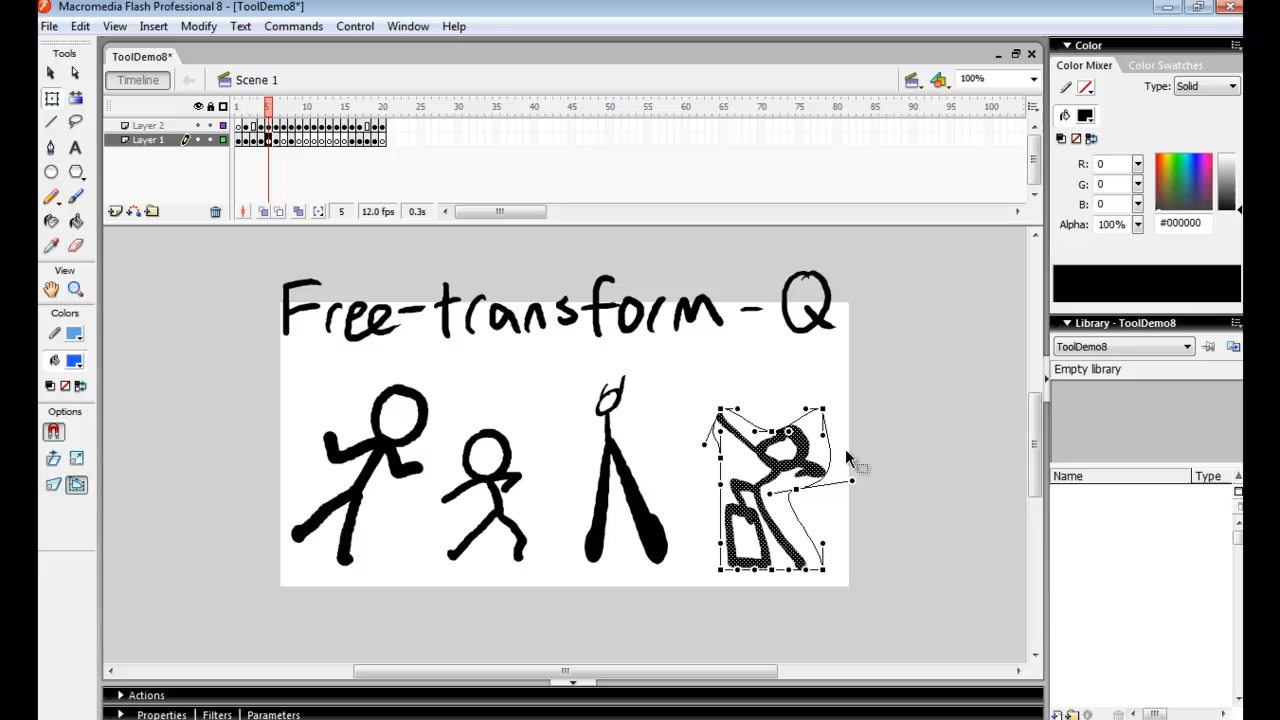 Macromedia Flash Professional 8 - [ToolDemo8*]
File Edit View Insert Modify Text Commands Control Window Help
Tools
View
Colors
Options
ToolDemo8*
Timeline
Scene 1
100%
1 5 10 15 20 25 30 35 40 45 50 55 60 65 70 75 80 85 90 95 100
Layer 2
Layer 1
5 12.0 fps 0.3s
Free-transform - Q
Actions
Properties Filters Parameters
Color
Color Mixer Color Swatches
Type: Solid
R: 0
G: 0
B: 0
Alpha: 100% #000000
Library - ToolDemo8
ToolDemo8
Empty library
Name Type